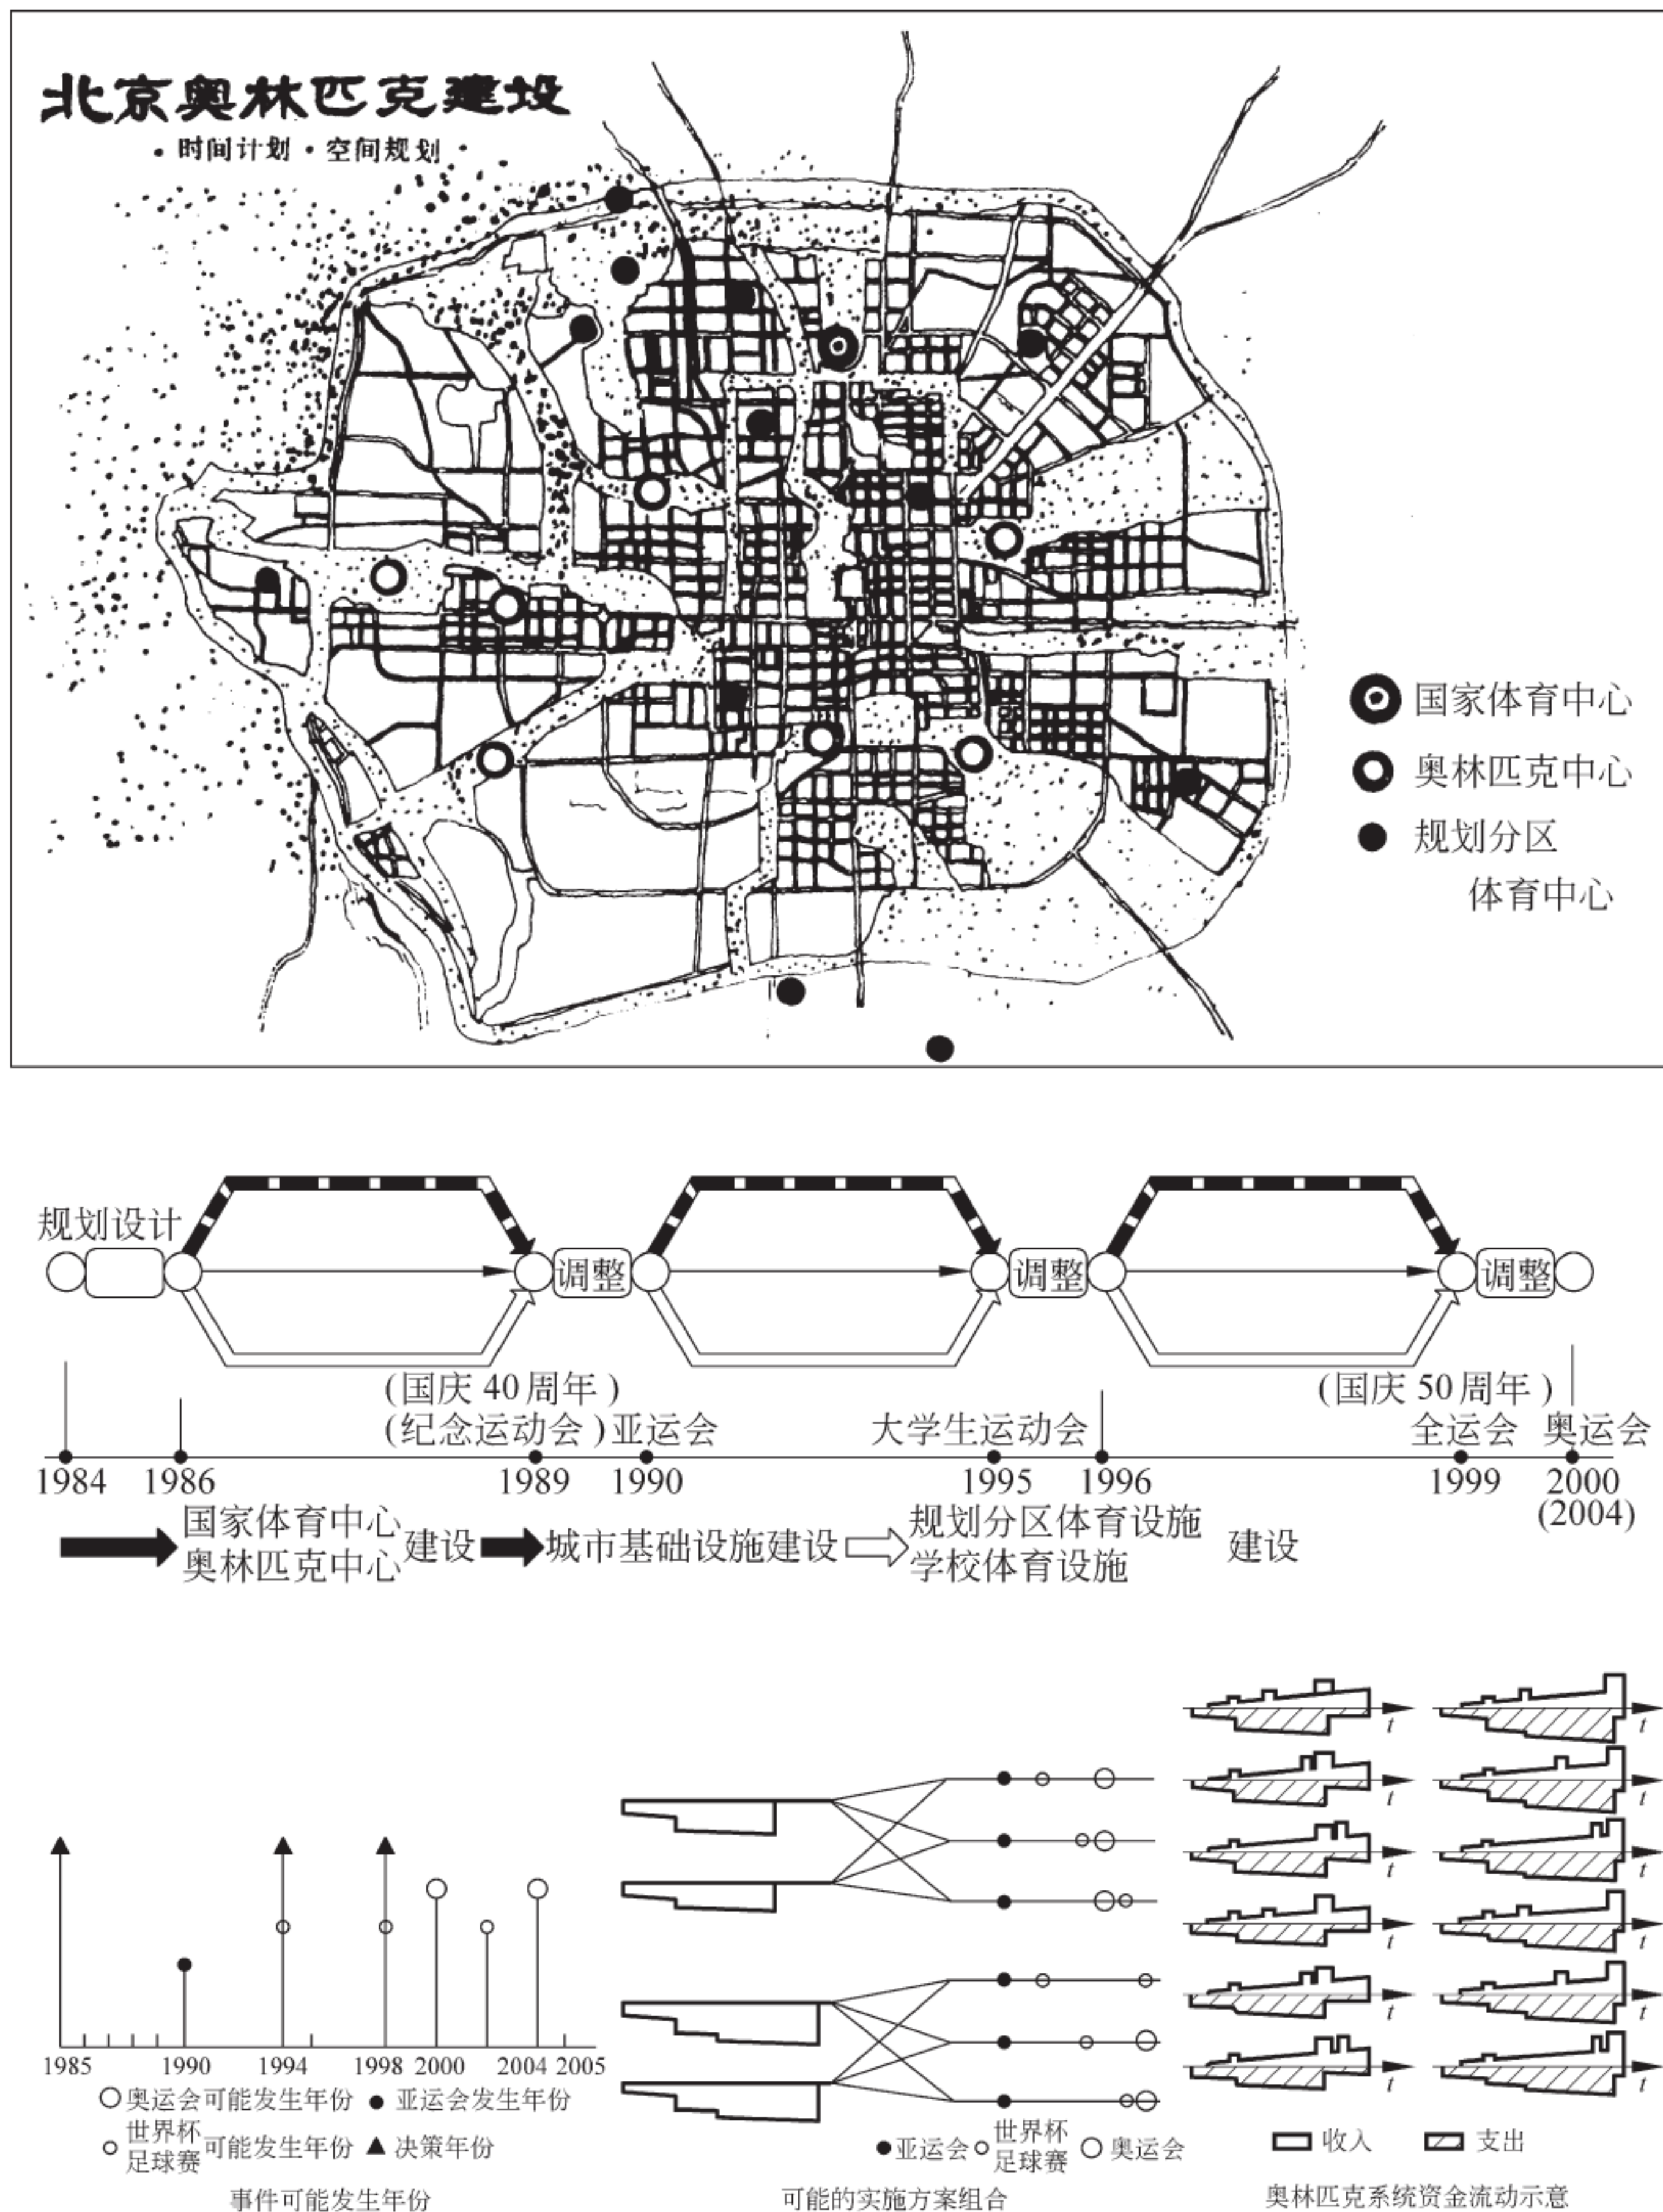 北京奥林匹克建设
·时间计划·空间规划·
国家体育中心
奥林匹克中心
规划分区
体育中心
规划设计
调整
调整
调整
(国庆40周年)
(国庆50周年)
(纪念运动会)亚运会
大学生运动会
全运会
奥运会
1984
1986
1989
1990
1995
1996
1999
2000
(2004)
国家体育中心
奥林匹克中心
建设
城市基础设施建设
规划分区体育设施
学校体育设施
建设
t
t
t
t
t
t
t
t
t
t
t
t
1985
1990
1994
1998
2000
2004
2005
奥运会可能发生年份
亚运会发生年份
世界杯
足球赛
可能发生年份
决策年份
事件可能发生年份
亚运会
世界杯
足球赛
奥运会
可能的实施方案组合
收入
支出
奥林匹克系统资金流动示意